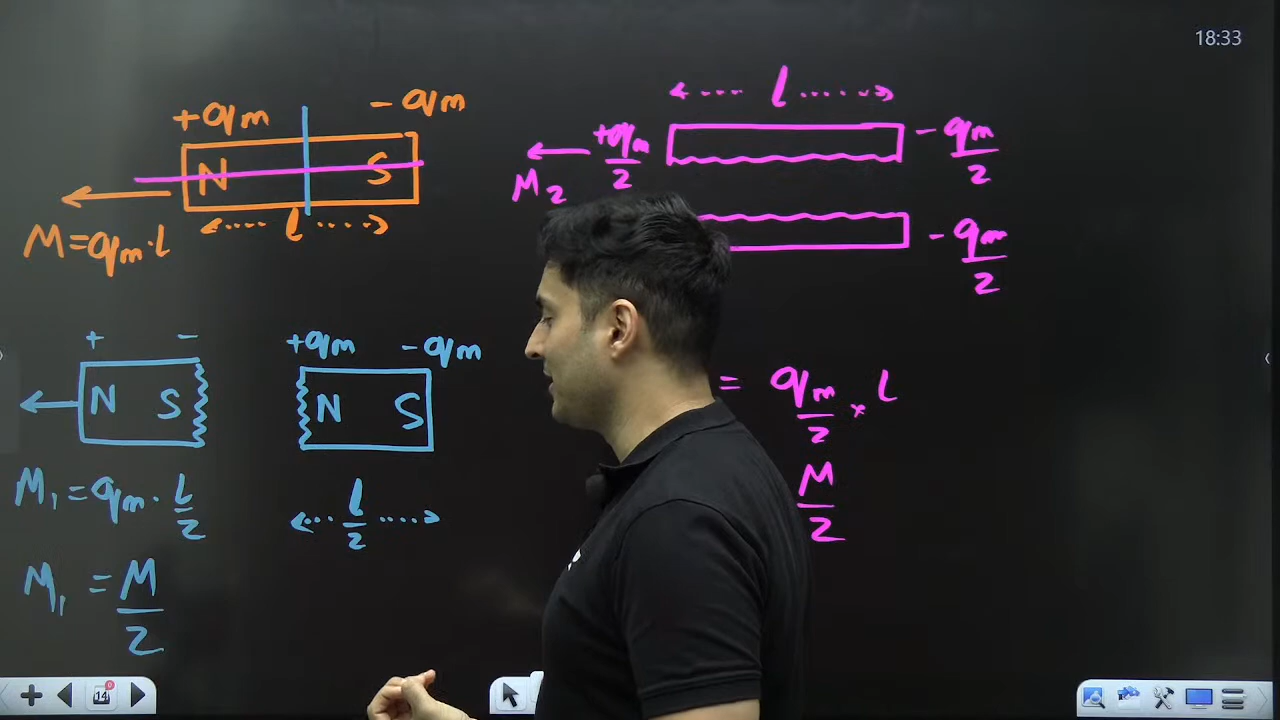 18:33
+qm
- qm
N
S
l
M=qm·l
l
+qm/2
- qm/2
M2
- qm/2
+
-
N
S
+qm
- qm
N
S
M1 = qm · l/2
l/2
M1 = M/2
= qm/2 × l
M/2
14